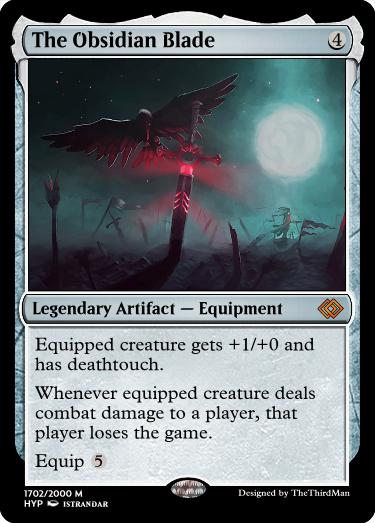 The Obsidian Blade 4
Legendary Artifact — Equipment
Equipped creature gets +1/+0 and
has deathtouch.
Whenever equipped creature deals
combat damage to a player, that
player loses the game.
Equip 5
1702/2000 M
HYP ISTRANDAR
Designed by TheThirdMan